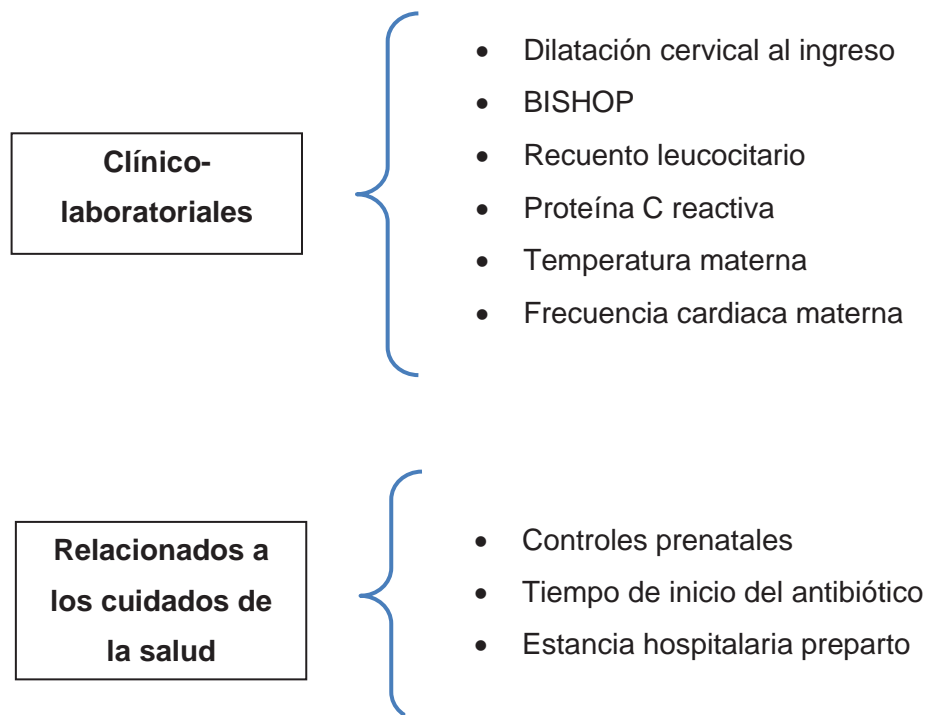 Clínico-
laboratoriales
• Dilatación cervical al ingreso
• BISHOP
• Recuento leucocitario
• Proteína C reactiva
• Temperatura materna
• Frecuencia cardiaca materna
Relacionados a
los cuidados de
la salud
• Controles prenatales
• Tiempo de inicio del antibiótico
• Estancia hospitalaria preparto